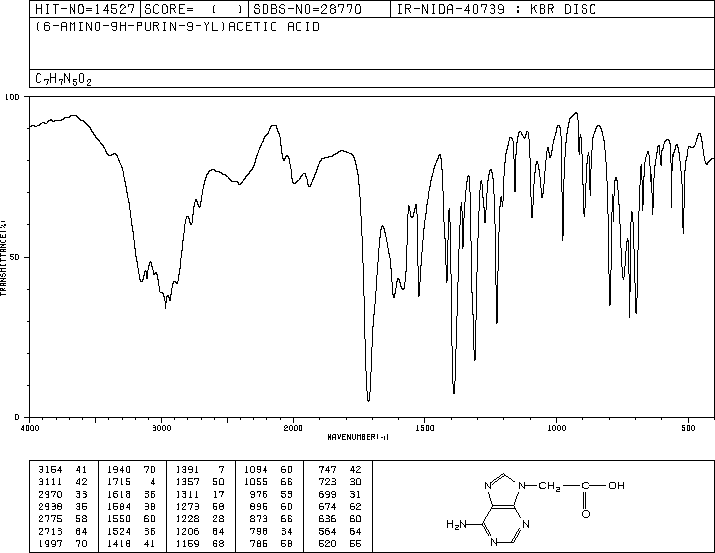 HIT-NO=14527 SCORE= ( ) SDBS-NO=28770 IR-NIDA-40739 : KBR DISC
(6-AMINO-9H-PURIN-9-YL)ACETIC ACID
C7H7N5O2
100
50
0
TRANSMITTANCE(%)
4000 3000 2000 1500 1000 500
WAVENUMBER(-1)
3154 41 1940 70 1391 7 1094 60 747 42
3111 42 1715 4 1357 50 1055 66 723 30
2970 33 1618 36 1311 17 976 53 699 31
2938 35 1584 38 1273 58 896 60 674 62
2775 58 1550 60 1228 28 873 66 636 60
2713 64 1524 36 1206 64 798 34 564 64
1997 70 1418 41 1159 68 786 58 520 55
N N CH2 C OH
O
H2N N N